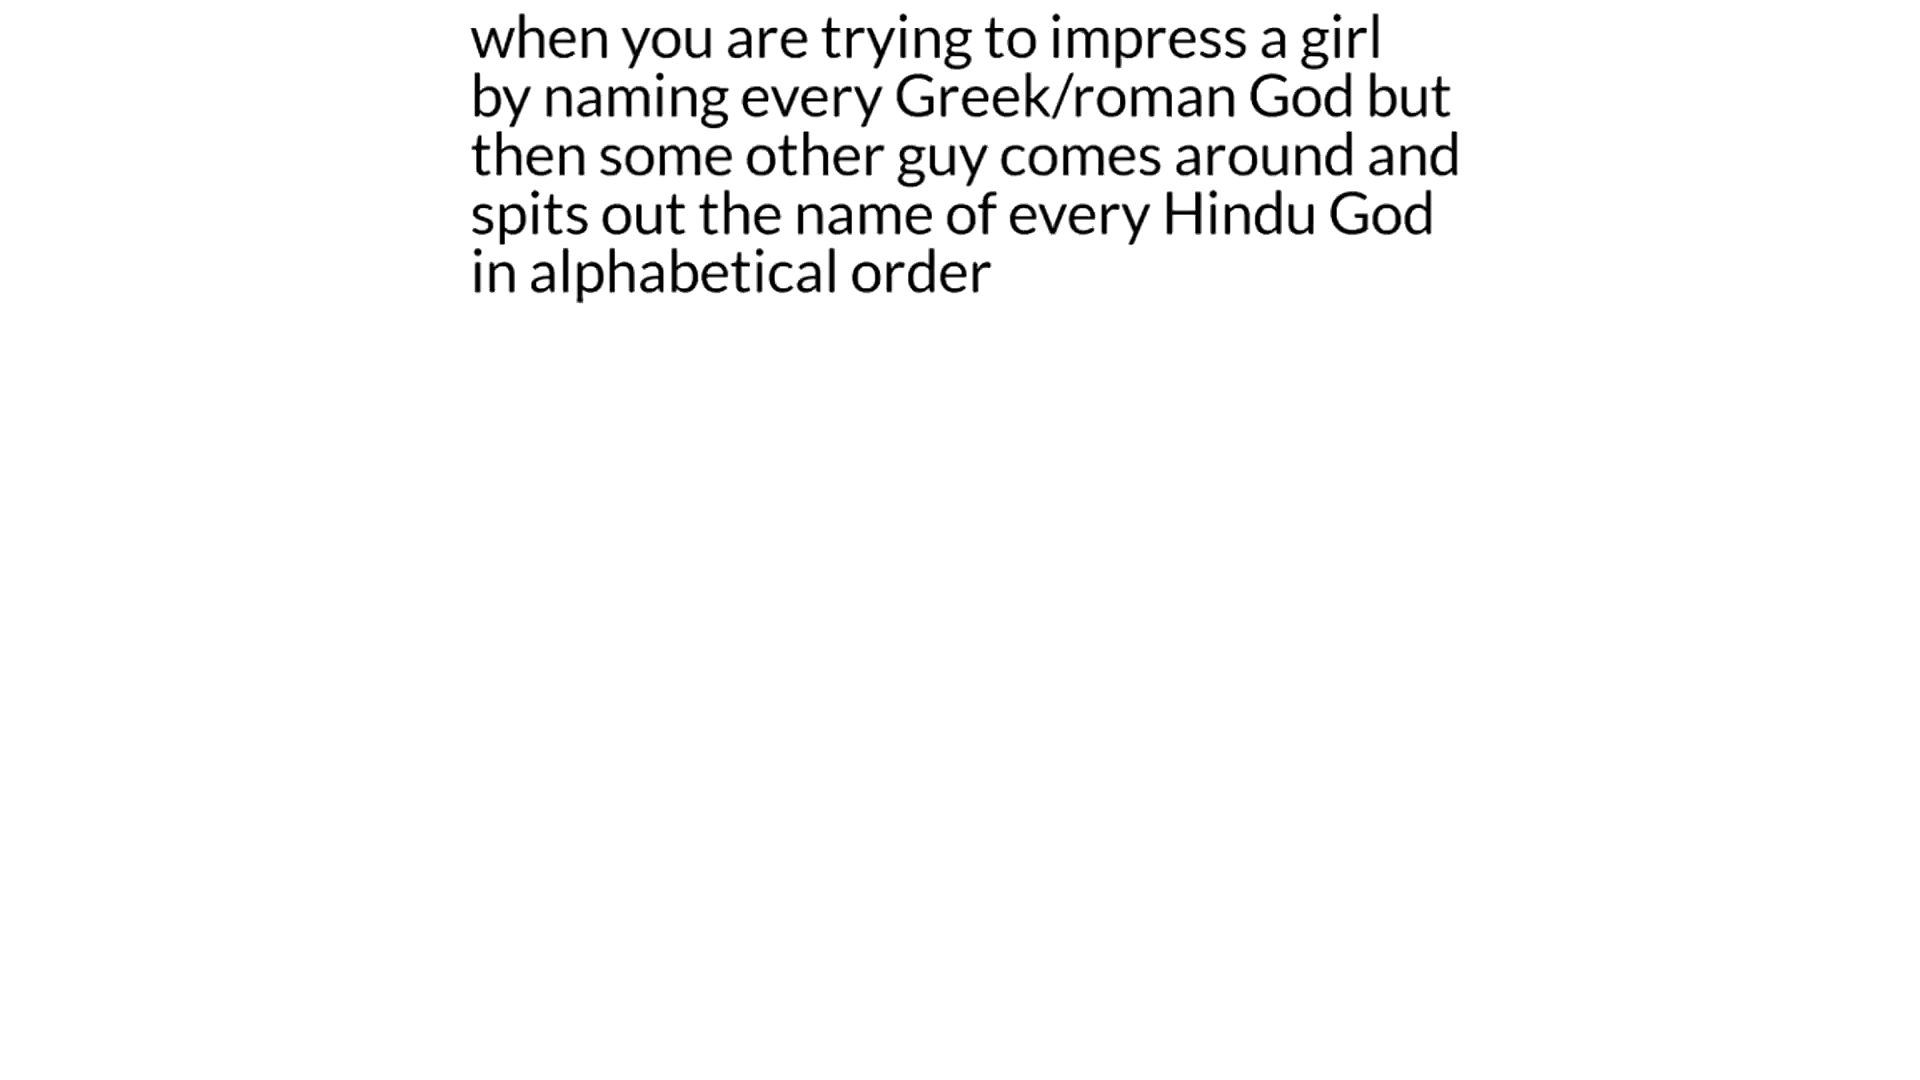 when you are trying to impress a girl
by naming every Greek/roman God but
then some other guy comes around and
spits out the name of every Hindu God
in alphabetical order